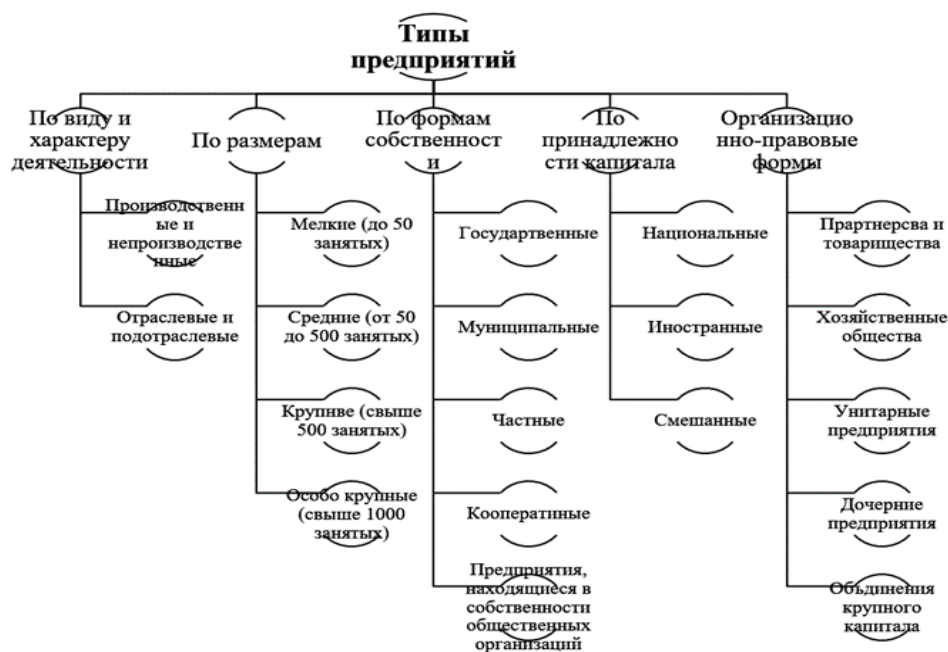 Типы
предприятий
По виду и
характеру
деятельности
Производственн
ые и
непроизводстве
нные
Отраслевые и
подотраслевые
По размерам
Мелкие (до 50
занятых)
Средние (от 50
до 500 занятых)
Крупнве (свыше
500 занятых)
Особо крупные
(свыше 1000
занятых)
По формам
собственност
и
Государтвенные
Муниципальные
Частные
Кооператиные
Предприятия,
находящиеся в
собственности
общественных
организаций
По
принадлежно
сти капитала
Национальные
Иностранные
Смешанные
Организацио
нно-правовые
формы
Прартнерсва и
товарищества
Хозяйственные
общества
Унитарные
предприятия
Дочерние
предприятия
Объдинения
крупного
капитала